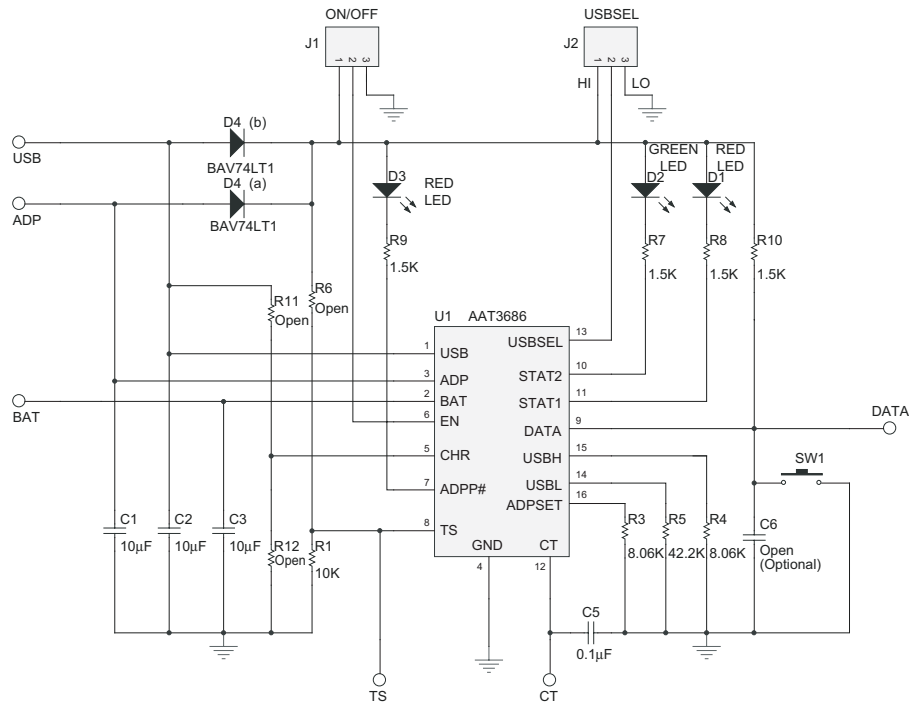 ON/OFF
USBSEL
J1
1 2 3
J2
1 2 3
HI
LO
D4 (b)
USB
BAV74LT1
D4 (a)
ADP
BAV74LT1
GREEN
LED
D2
RED
LED
D1
D3
RED
LED
R9
1.5K
R7
1.5K
R8
1.5K
R10
1.5K
R11
Open
R6
Open
U1 AAT3686
1 USB
3 ADP
2 BAT
6 EN
5 CHR
7 ADPP#
8 TS
USBSEL 13
STAT2 10
STAT1 11
DATA 9
USBH 15
USBL 14
ADPSET 16
GND
4
CT
12
BAT
DATA
SW1
C1
10µF
C2
10µF
C3
10µF
R12
Open
R1
10K
R3
8.06K
R5
42.2K
R4
8.06K
C6
Open
(Optional)
C5
0.1µF
TS
CT